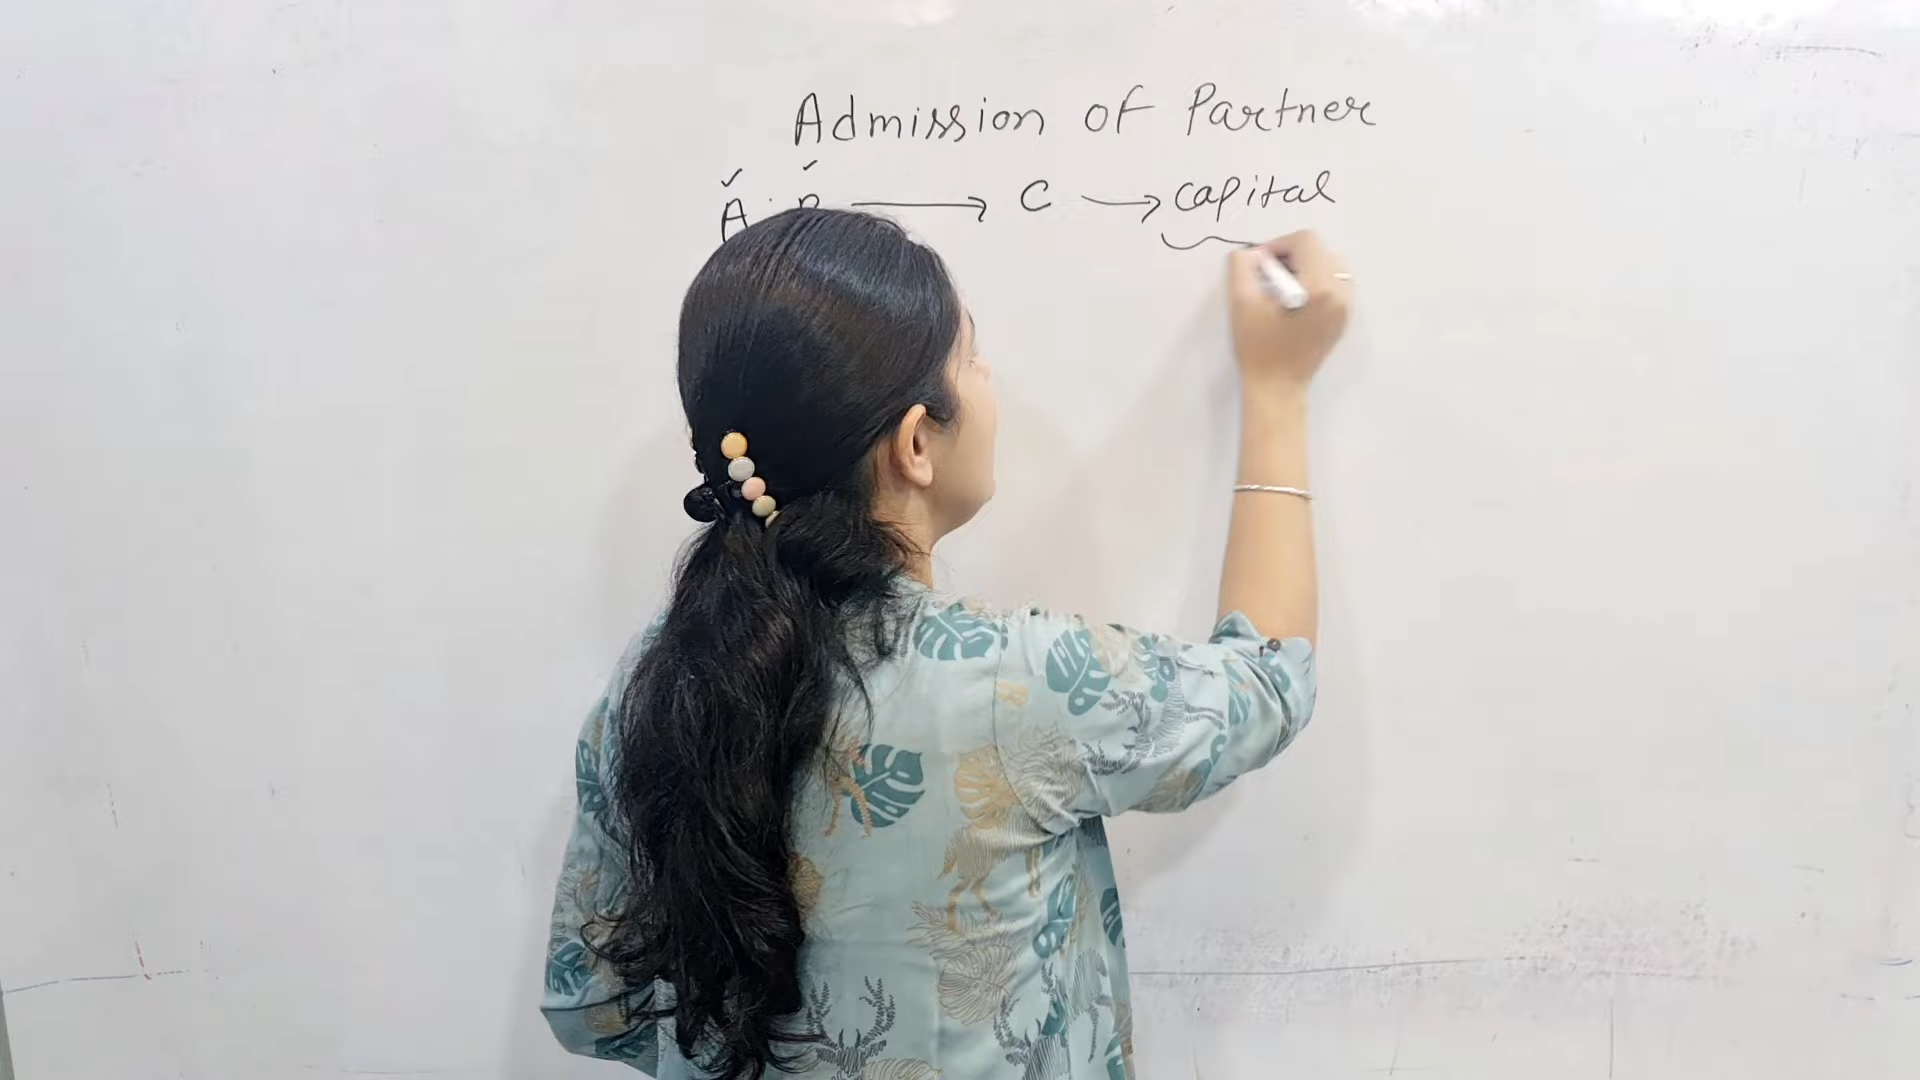 Admission of Partner
A. B → C → capital